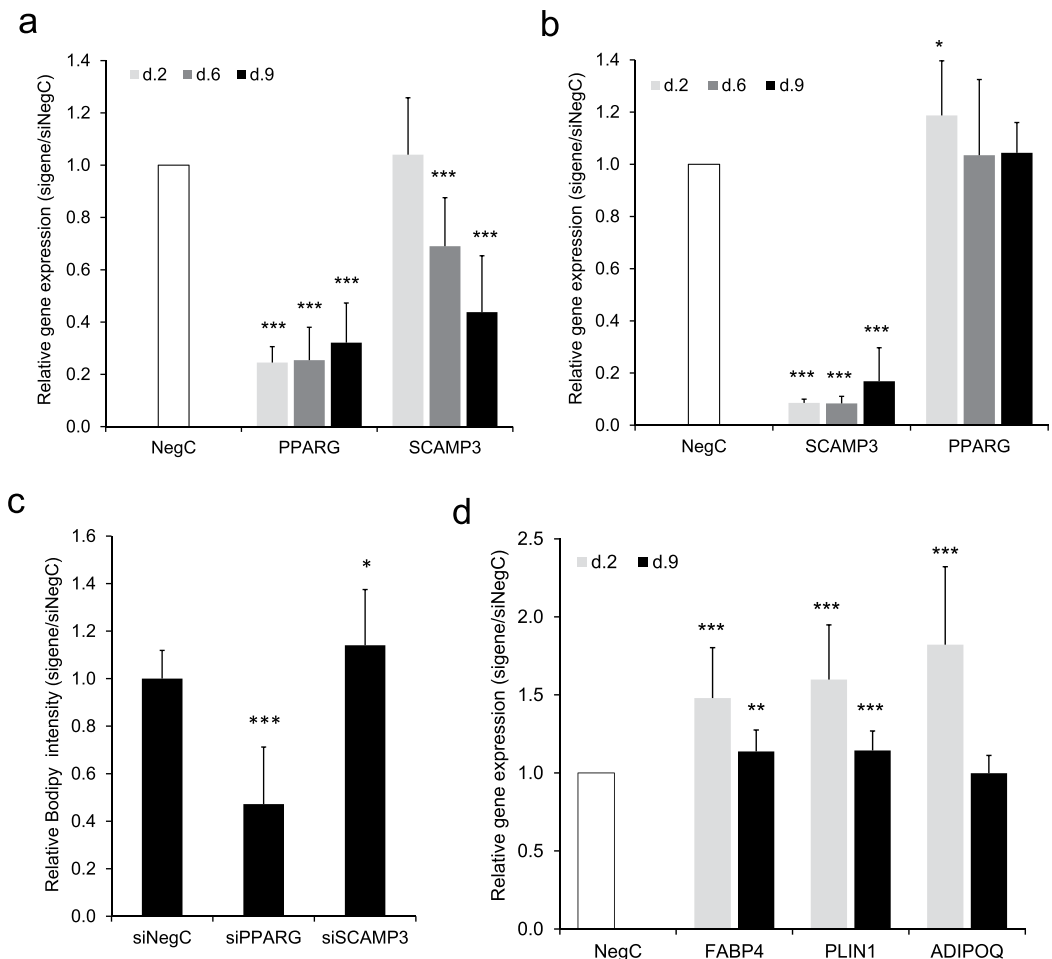 a
Relative gene expression (sigene/siNegC)
1.4
1.2
1.0
0.8
0.6
0.4
0.2
0.0
d.2 d.6 d.9
*** *** *** *** ***
NegC PPARG SCAMP3
b
Relative gene expression (sigene/siNegC)
1.4
1.2
1.0
0.8
0.6
0.4
0.2
0.0
d.2 d.6 d.9
*** *** *** *
NegC SCAMP3 PPARG
c
Relative Bodipy intensity (sigene/siNegC)
1.6
1.4
1.2
1.0
0.8
0.6
0.4
0.2
0.0
*** *
siNegC siPPARG siSCAMP3
d
Relative gene expression (sigene/siNegC)
2.5
2.0
1.5
1.0
0.5
0.0
d.2 d.9
*** ** *** *** ***
NegC FABP4 PLIN1 ADIPOQ